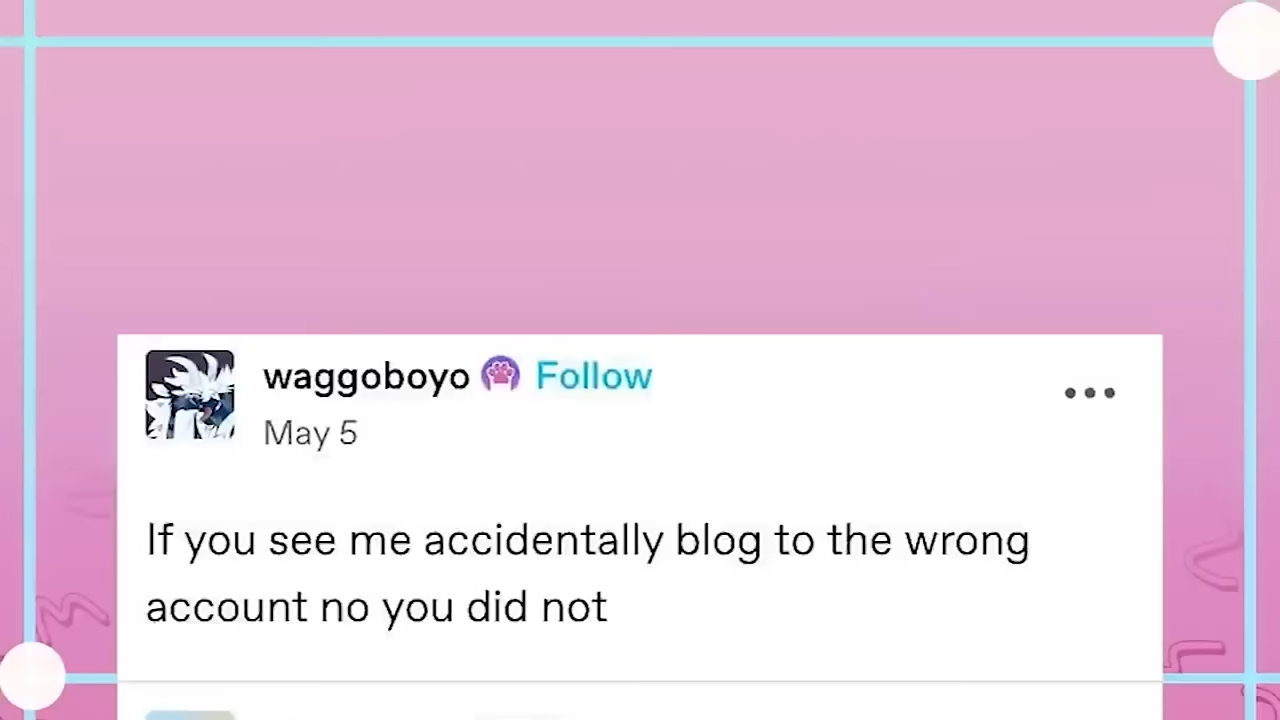 waggoboyo Follow
May 5
If you see me accidentally blog to the wrong
account no you did not